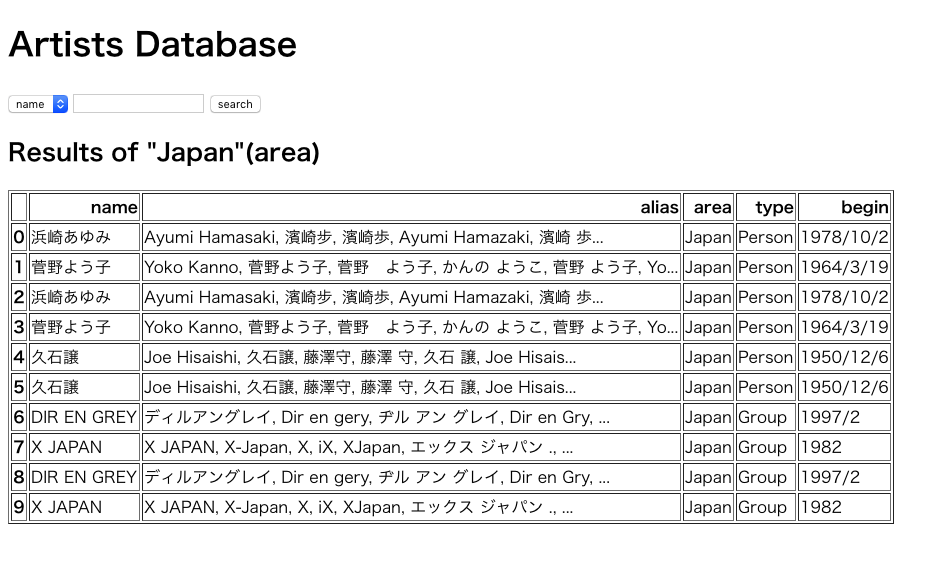 Artists Database
name search
Results of "Japan"(area)
name alias area type begin
0 浜崎あゆみ Ayumi Hamasaki, 濱崎步, 濱崎歩, Ayumi Hamazaki, 濱崎 歩... Japan Person 1978/10/2
1 菅野よう子 Yoko Kanno, 菅野よう子, 菅野　よう子, かんの ようこ, 菅野 よう子, Yo... Japan Person 1964/3/19
2 浜崎あゆみ Ayumi Hamasaki, 濱崎步, 濱崎歩, Ayumi Hamazaki, 濱崎 歩... Japan Person 1978/10/2
3 菅野よう子 Yoko Kanno, 菅野よう子, 菅野　よう子, かんの ようこ, 菅野 よう子, Yo... Japan Person 1964/3/19
4 久石譲 Joe Hisaishi, 久石譲, 藤澤守, 藤澤 守, 久石 譲, Joe Hisais... Japan Person 1950/12/6
5 久石譲 Joe Hisaishi, 久石譲, 藤澤守, 藤澤 守, 久石 譲, Joe Hisais... Japan Person 1950/12/6
6 DIR EN GREY ディルアングレイ, Dir en gery, ヂル アン グレイ, Dir en Gry, ... Japan Group 1997/2
7 X JAPAN X JAPAN, X-Japan, X, iX, XJapan, エックス ジャパン ., ... Japan Group 1982
8 DIR EN GREY ディルアングレイ, Dir en gery, ヂル アン グレイ, Dir en Gry, ... Japan Group 1997/2
9 X JAPAN X JAPAN, X-Japan, X, iX, XJapan, エックス ジャパン ., ... Japan Group 1982